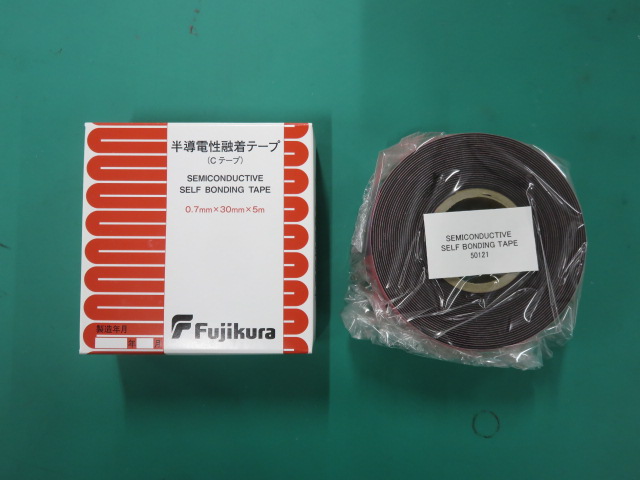 半導電性融着テープ
(Cテープ)
SEMICONDUCTIVE
SELF BONDING TAPE
0.7mm×30mm×5m
製造年月
年 月
Fujikura
SEMICONDUCTIVE
SELF BONDING TAPE
50121